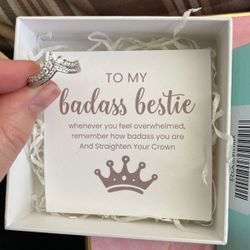 TO MY
badass bestie
whenever you feel overwhelmed,
remember how badass you are
And Straighten Your Crown